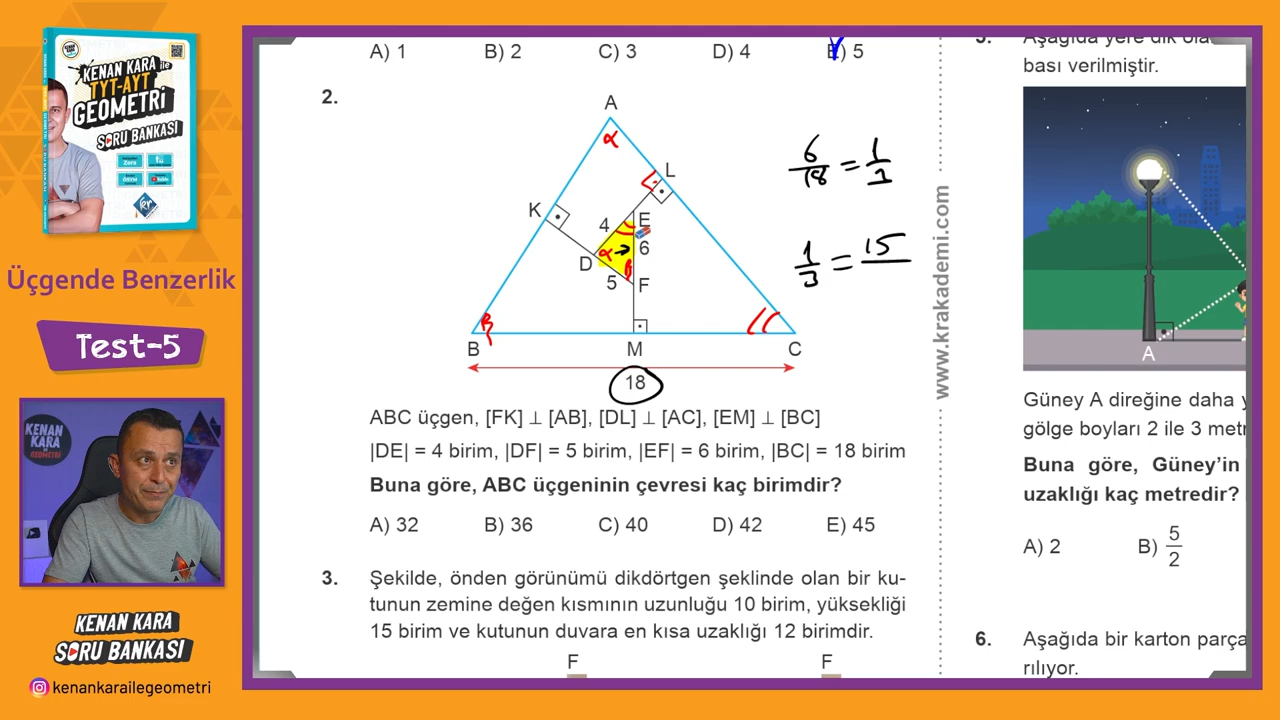 KENAN KARA ile
TYT-AYT
GEOMETRİ
SORU BANKASI
Üçgende Benzerlik
Test-5
KENAN KARA
İLE
GEOMETRİ
KENAN KARA
SORU BANKASI
kenankarailegeometri
A) 1 B) 2 C) 3 D) 4 E) 5
2.
A
α
L
K
E
4
6
D
α
5
F
B
M
C
18
6/18 = 1/3
1/3 = 15
ABC üçgen, [FK] ⊥ [AB], [DL] ⊥ [AC], [EM] ⊥ [BC]
|DE| = 4 birim, |DF| = 5 birim, |EF| = 6 birim, |BC| = 18 birim
Buna göre, ABC üçgeninin çevresi kaç birimdir?
A) 32 B) 36 C) 40 D) 42 E) 45
3. Şekilde, önden görünümü dikdörtgen şeklinde olan bir ku-
tunun zemine değen kısmının uzunluğu 10 birim, yüksekliği
15 birim ve kutunun duvara en kısa uzaklığı 12 birimdir.
F F
www.krakademi.com
Aşağıda yere dik ola
bası verilmiştir.
A
Güney A direğine daha y
gölge boyları 2 ile 3 metr
Buna göre, Güney'in
uzaklığı kaç metredir?
A) 2 B) 5/2
6. Aşağıda bir karton parça
rılıyor.